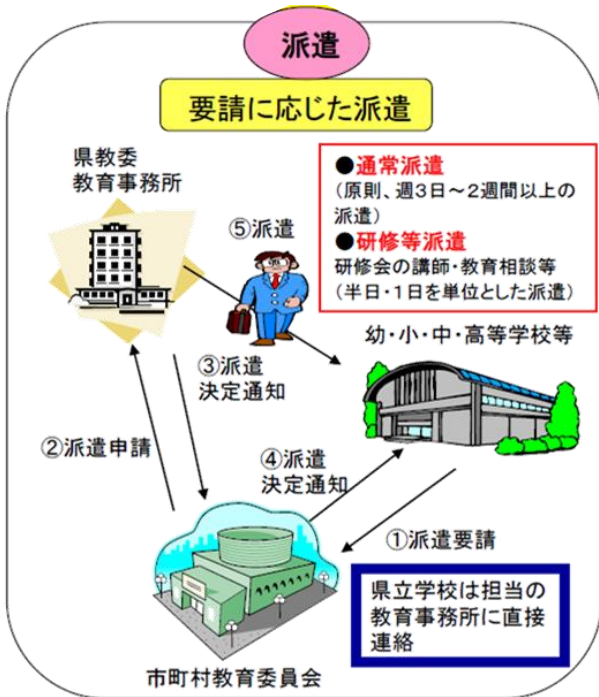 派遣
要請に応じた派遣
県教委
教育事務所
●通常派遣
(原則、週3日~2週間以上の
派遣)
●研修等派遣
研修会の講師・教育相談等
(半日・1日を単位とした派遣)
⑤派遣
幼・小・中・高等学校等
③派遣
決定通知
②派遣申請
④派遣
決定通知
①派遣要請
県立学校は担当の
教育事務所に直接
連絡
市町村教育委員会